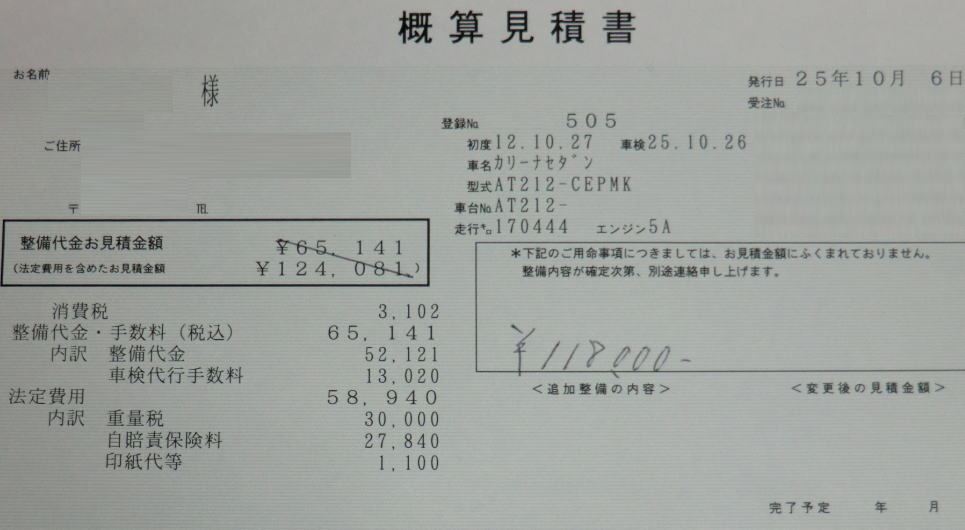 概算見積書
お名前
様
発行日 25年10月 6日
受注No
登録No 505
ご住所
初度12.10.27 車検25.10.26
車名カリーナセダン
型式AT212-CEPMK
〒 TEL
車台No.AT212-
走行キロ170444 エンジン5A
整備代金お見積金額 ¥65,141
(法定費用を含めたお見積金額 ¥124,081.)
*下記のご用命事項につきましては、お見積金額にふくまれておりません。
整備内容が確定次第、別途連絡申し上げます。
消費税 3,102
整備代金・手数料(税込) 65,141
内訳 整備代金 52,121
¥118000-
車検代行手数料 13,020
<追加整備の内容> <変更後の見積金額>
法定費用 58,940
内訳 重量税 30,000
自賠責保険料 27,840
印紙代等 1,100
完了予定 年 月